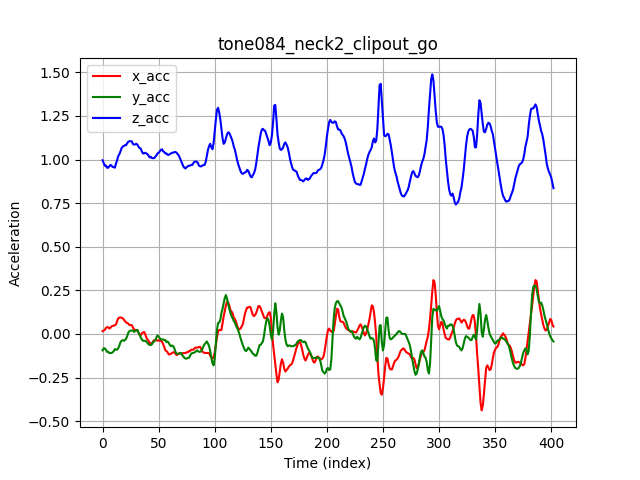 tone084_neck2_clipout_go
x_acc
y_acc
z_acc
1.50
1.25
1.00
0.75
0.50
0.25
0.00
−0.25
−0.50
Acceleration
0 50 100 150 200 250 300 350 400
Time (index)